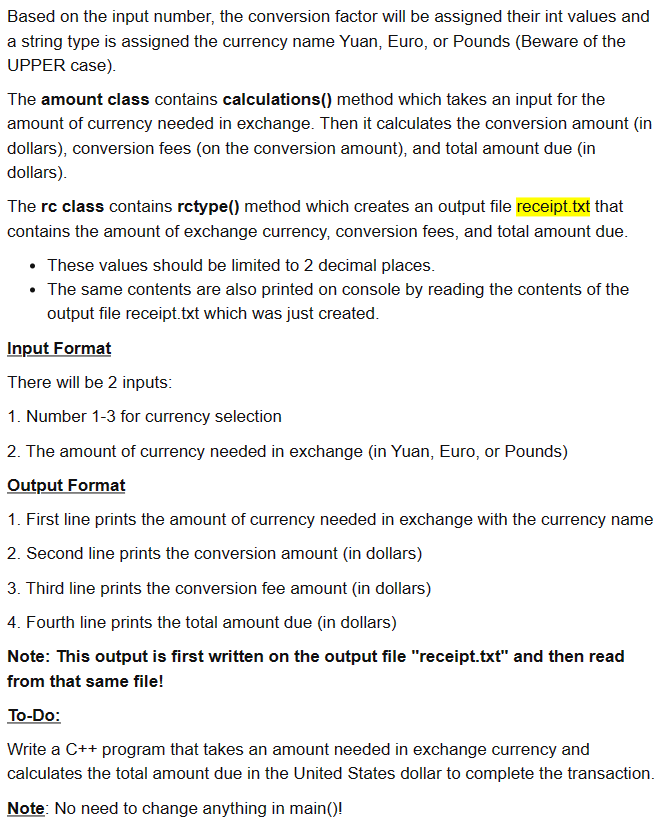 Based on the input number, the conversion factor will be assigned their int values and
a string type is assigned the currency name Yuan, Euro, or Pounds (Beware of the
UPPER case).
The amount class contains calculations() method which takes an input for the
amount of currency needed in exchange. Then it calculates the conversion amount (in
dollars), conversion fees (on the conversion amount), and total amount due (in
dollars).
The rc class contains rctype() method which creates an output file receipt.txt that
contains the amount of exchange currency, conversion fees, and total amount due.
• These values should be limited to 2 decimal places.
• The same contents are also printed on console by reading the contents of the
output file receipt.txt which was just created.
Input Format
There will be 2 inputs:
1. Number 1-3 for currency selection
2. The amount of currency needed in exchange (in Yuan, Euro, or Pounds)
Output Format
1. First line prints the amount of currency needed in exchange with the currency name
2. Second line prints the conversion amount (in dollars)
3. Third line prints the conversion fee amount (in dollars)
4. Fourth line prints the total amount due (in dollars)
Note: This output is first written on the output file "receipt.txt" and then read
from that same file!
To-Do:
Write a C++ program that takes an amount needed in exchange currency and
calculates the total amount due in the United States dollar to complete the transaction.
Note: No need to change anything in main()!